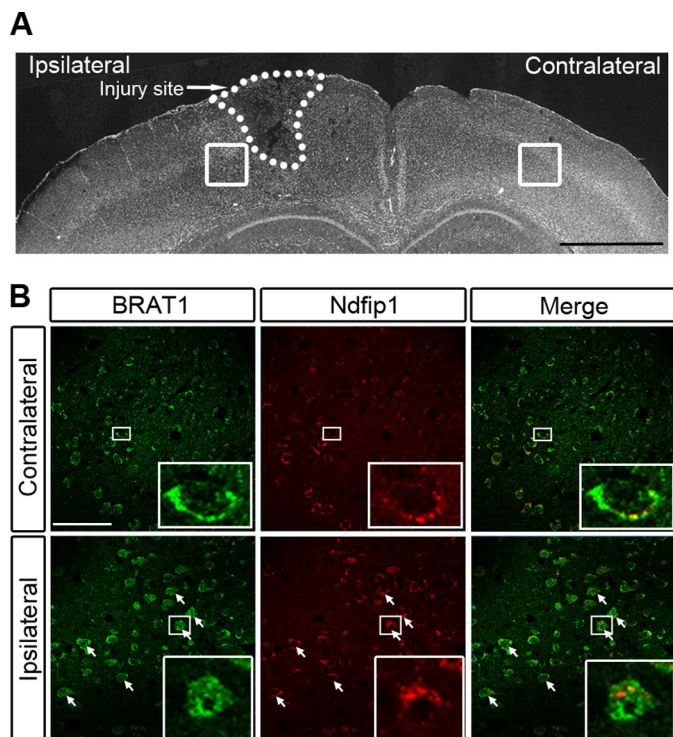 A
Ipsilateral
Injury site
Contralateral
B
BRAT1 Ndfip1 Merge
Contralateral
Ipsilateral